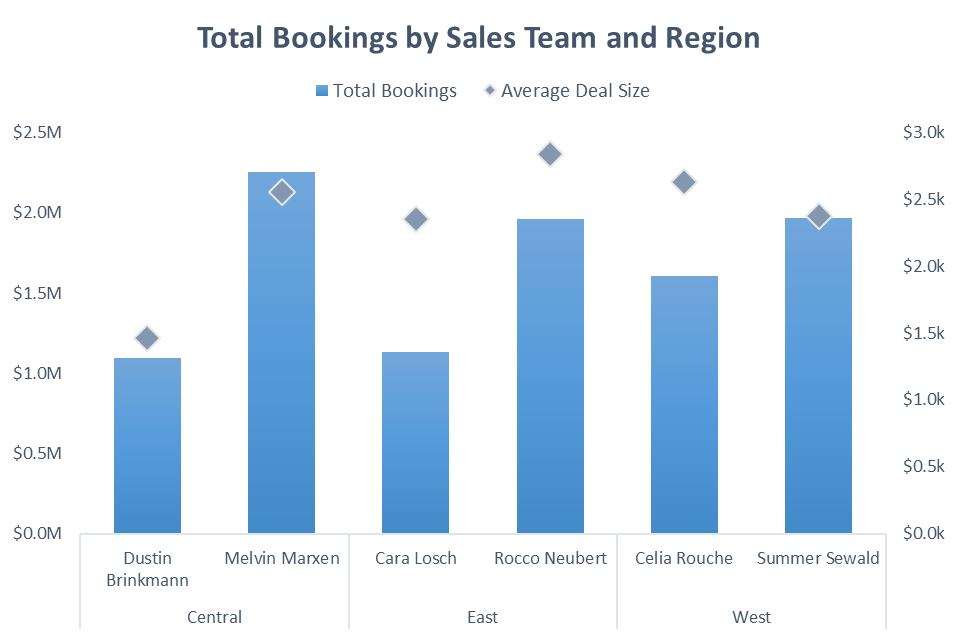 Total Bookings by Sales Team and Region
Total Bookings
Average Deal Size
$2.5M
$2.0M
$1.5M
$1.0M
$0.5M
$0.0M
$3.0k
$2.5k
$2.0k
$1.5k
$1.0k
$0.5k
$0.0k
Dustin
Brinkmann
Melvin Marxen
Cara Losch
Rocco Neubert
Celia Rouche
Summer Sewald
Central
East
West